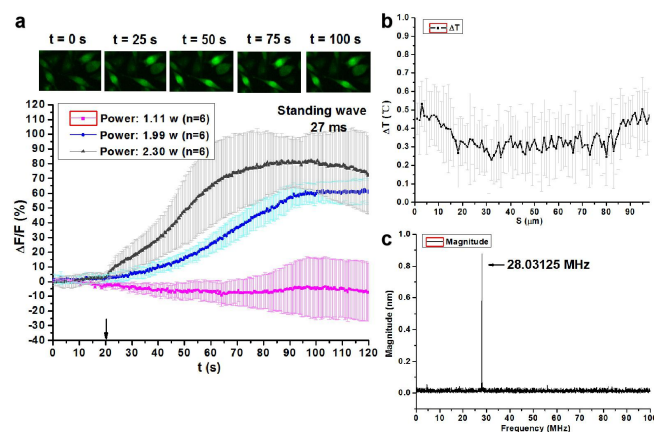 a
t = 0 s t = 25 s t = 50 s t = 75 s t = 100 s
Power: 1.11 w (n=6)
Power: 1.99 w (n=6)
Power: 2.30 w (n=6)
Standing wave
27 ms
ΔF/F (%)
120
110
100
90
80
70
60
50
40
30
20
10
0
-10
-20
-30
-40
0 10 20 30 40 50 60 70 80 90 100 110 120
t (s)
b
ΔT
ΔT (℃)
1.0
0.9
0.8
0.7
0.6
0.5
0.4
0.3
0.2
0.1
0.0
0 10 20 30 40 50 60 70 80 90
S (μm)
c
Magnitude
28.03125 MHz
Magnitude (nm)
1.0
0.8
0.6
0.4
0.2
0.0
0 10 20 30 40 50 60 70 80 90 100
Frequency (MHz)